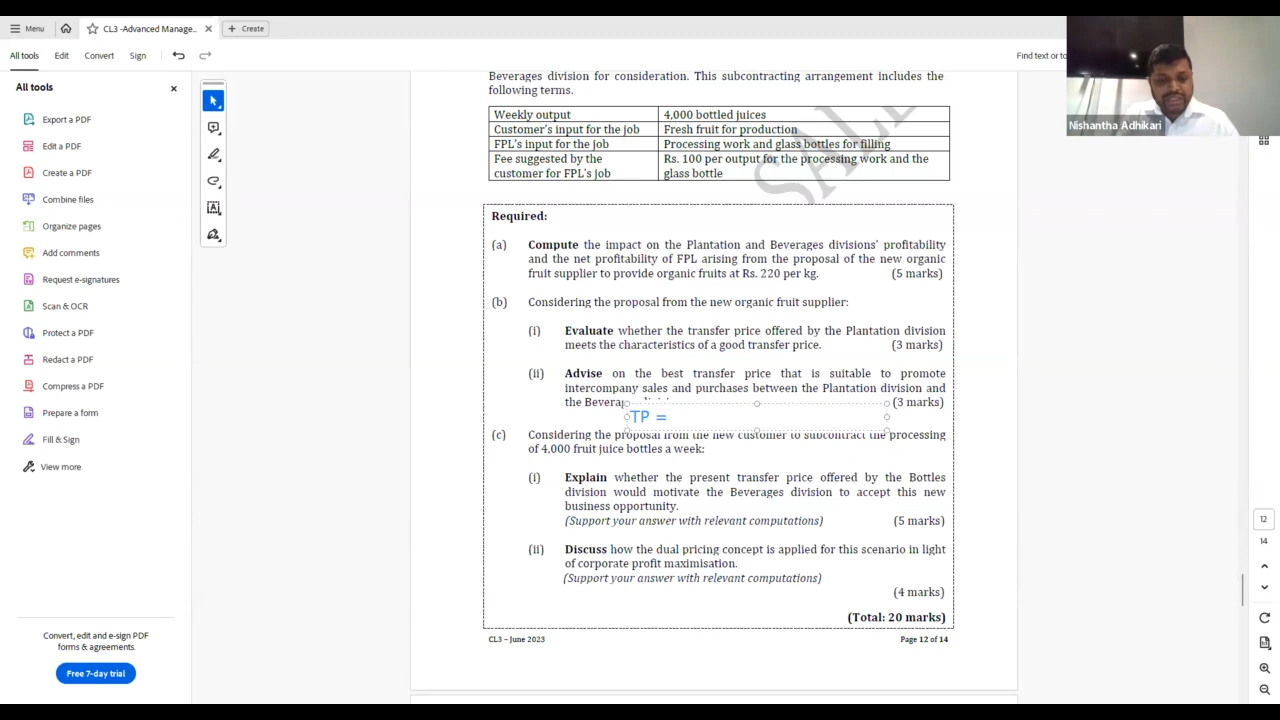 Menu
CL3 -Advanced Manage...
Create
All tools
Edit
Convert
Sign
Find text or to
All tools
Export a PDF
Edit a PDF
Create a PDF
Combine files
Organize pages
Add comments
Request e-signatures
Scan & OCR
Protect a PDF
Redact a PDF
Compress a PDF
Prepare a form
Fill & Sign
View more
Convert, edit and e-sign PDF
forms & agreements.
Free 7-day trial
Beverages division for consideration. This subcontracting arrangement includes the
following terms.
Weekly output 4,000 bottled juices
Customer's input for the job Fresh fruit for production
FPL's input for the job Processing work and glass bottles for filling
Fee suggested by the Rs. 100 per output for the processing work and the
customer for FPL's job glass bottle
Required:
(a) Compute the impact on the Plantation and Beverages divisions' profitability
and the net profitability of FPL arising from the proposal of the new organic
fruit supplier to provide organic fruits at Rs. 220 per kg. (5 marks)
(b) Considering the proposal from the new organic fruit supplier:
(i) Evaluate whether the transfer price offered by the Plantation division
meets the characteristics of a good transfer price. (3 marks)
(ii) Advise on the best transfer price that is suitable to promote
intercompany sales and purchases between the Plantation division and
the (3 marks)
TP =
(c) Considering the proposal from the new customer to subcontract the processing
of 4,000 fruit juice bottles a week:
(i) Explain whether the present transfer price offered by the Bottles
division would motivate the Beverages division to accept this new
business opportunity.
(Support your answer with relevant computations) (5 marks)
(ii) Discuss how the dual pricing concept is applied for this scenario in light
of corporate profit maximisation.
(Support your answer with relevant computations)
(4 marks)
(Total: 20 marks)
CL3 – June 2023 Page 12 of 14
Nishantha Adhikari
12
14